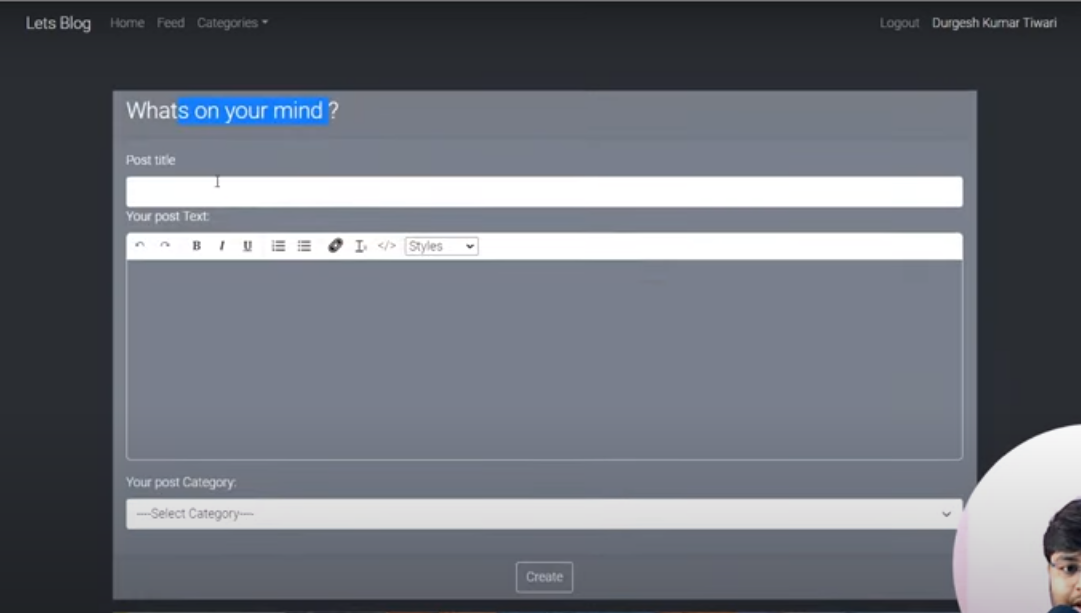 Lets Blog Home Feed Categories Logout Durgesh Kumar Tiwari
Whats on your mind ?
Post title
Your post Text:
B I U </> Styles
Your post Category:
----Select Category----
Create